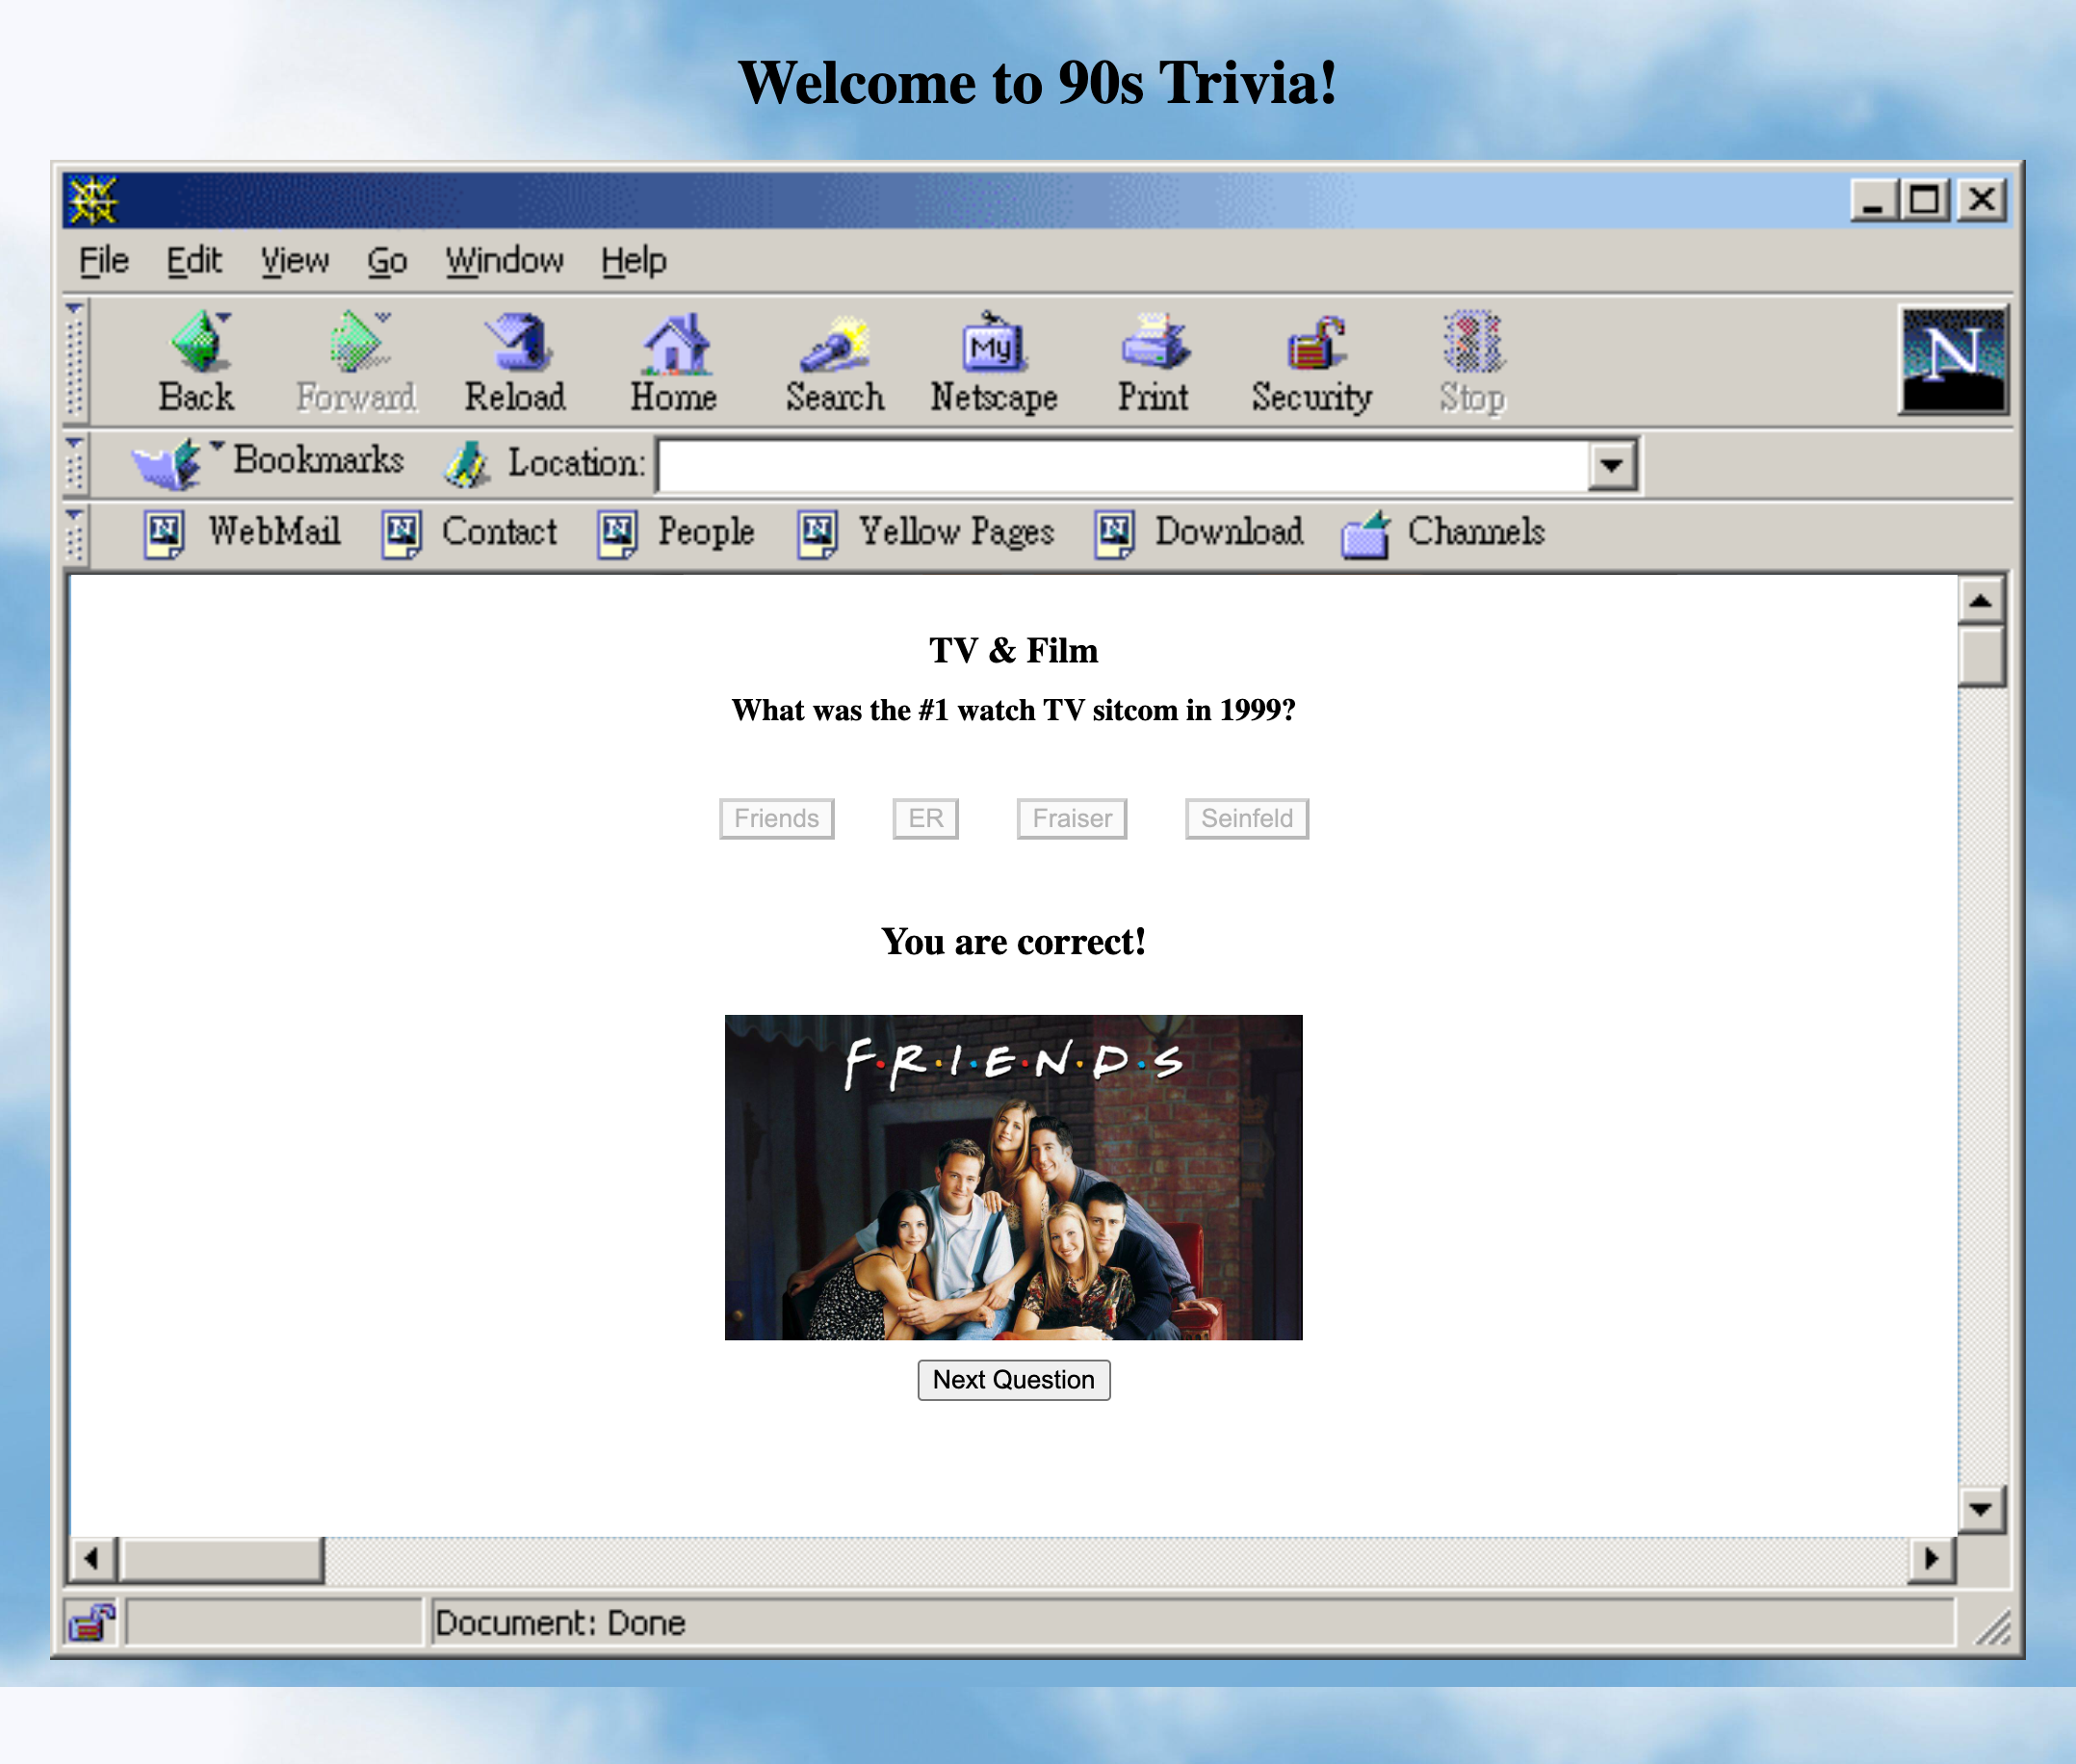 Welcome to 90s Trivia!
File Edit View Go Window Help
My
N
Back Forward Reload Home Search Netscape Print Security Stop
Bookmarks Location:
WebMail Contact People Yellow Pages Download Channels
TV & Film
What was the #1 watch TV sitcom in 1999?
Friends ER Fraiser Seinfeld
You are correct!
F·R·I·E·N·D·S
Next Question
Document: Done